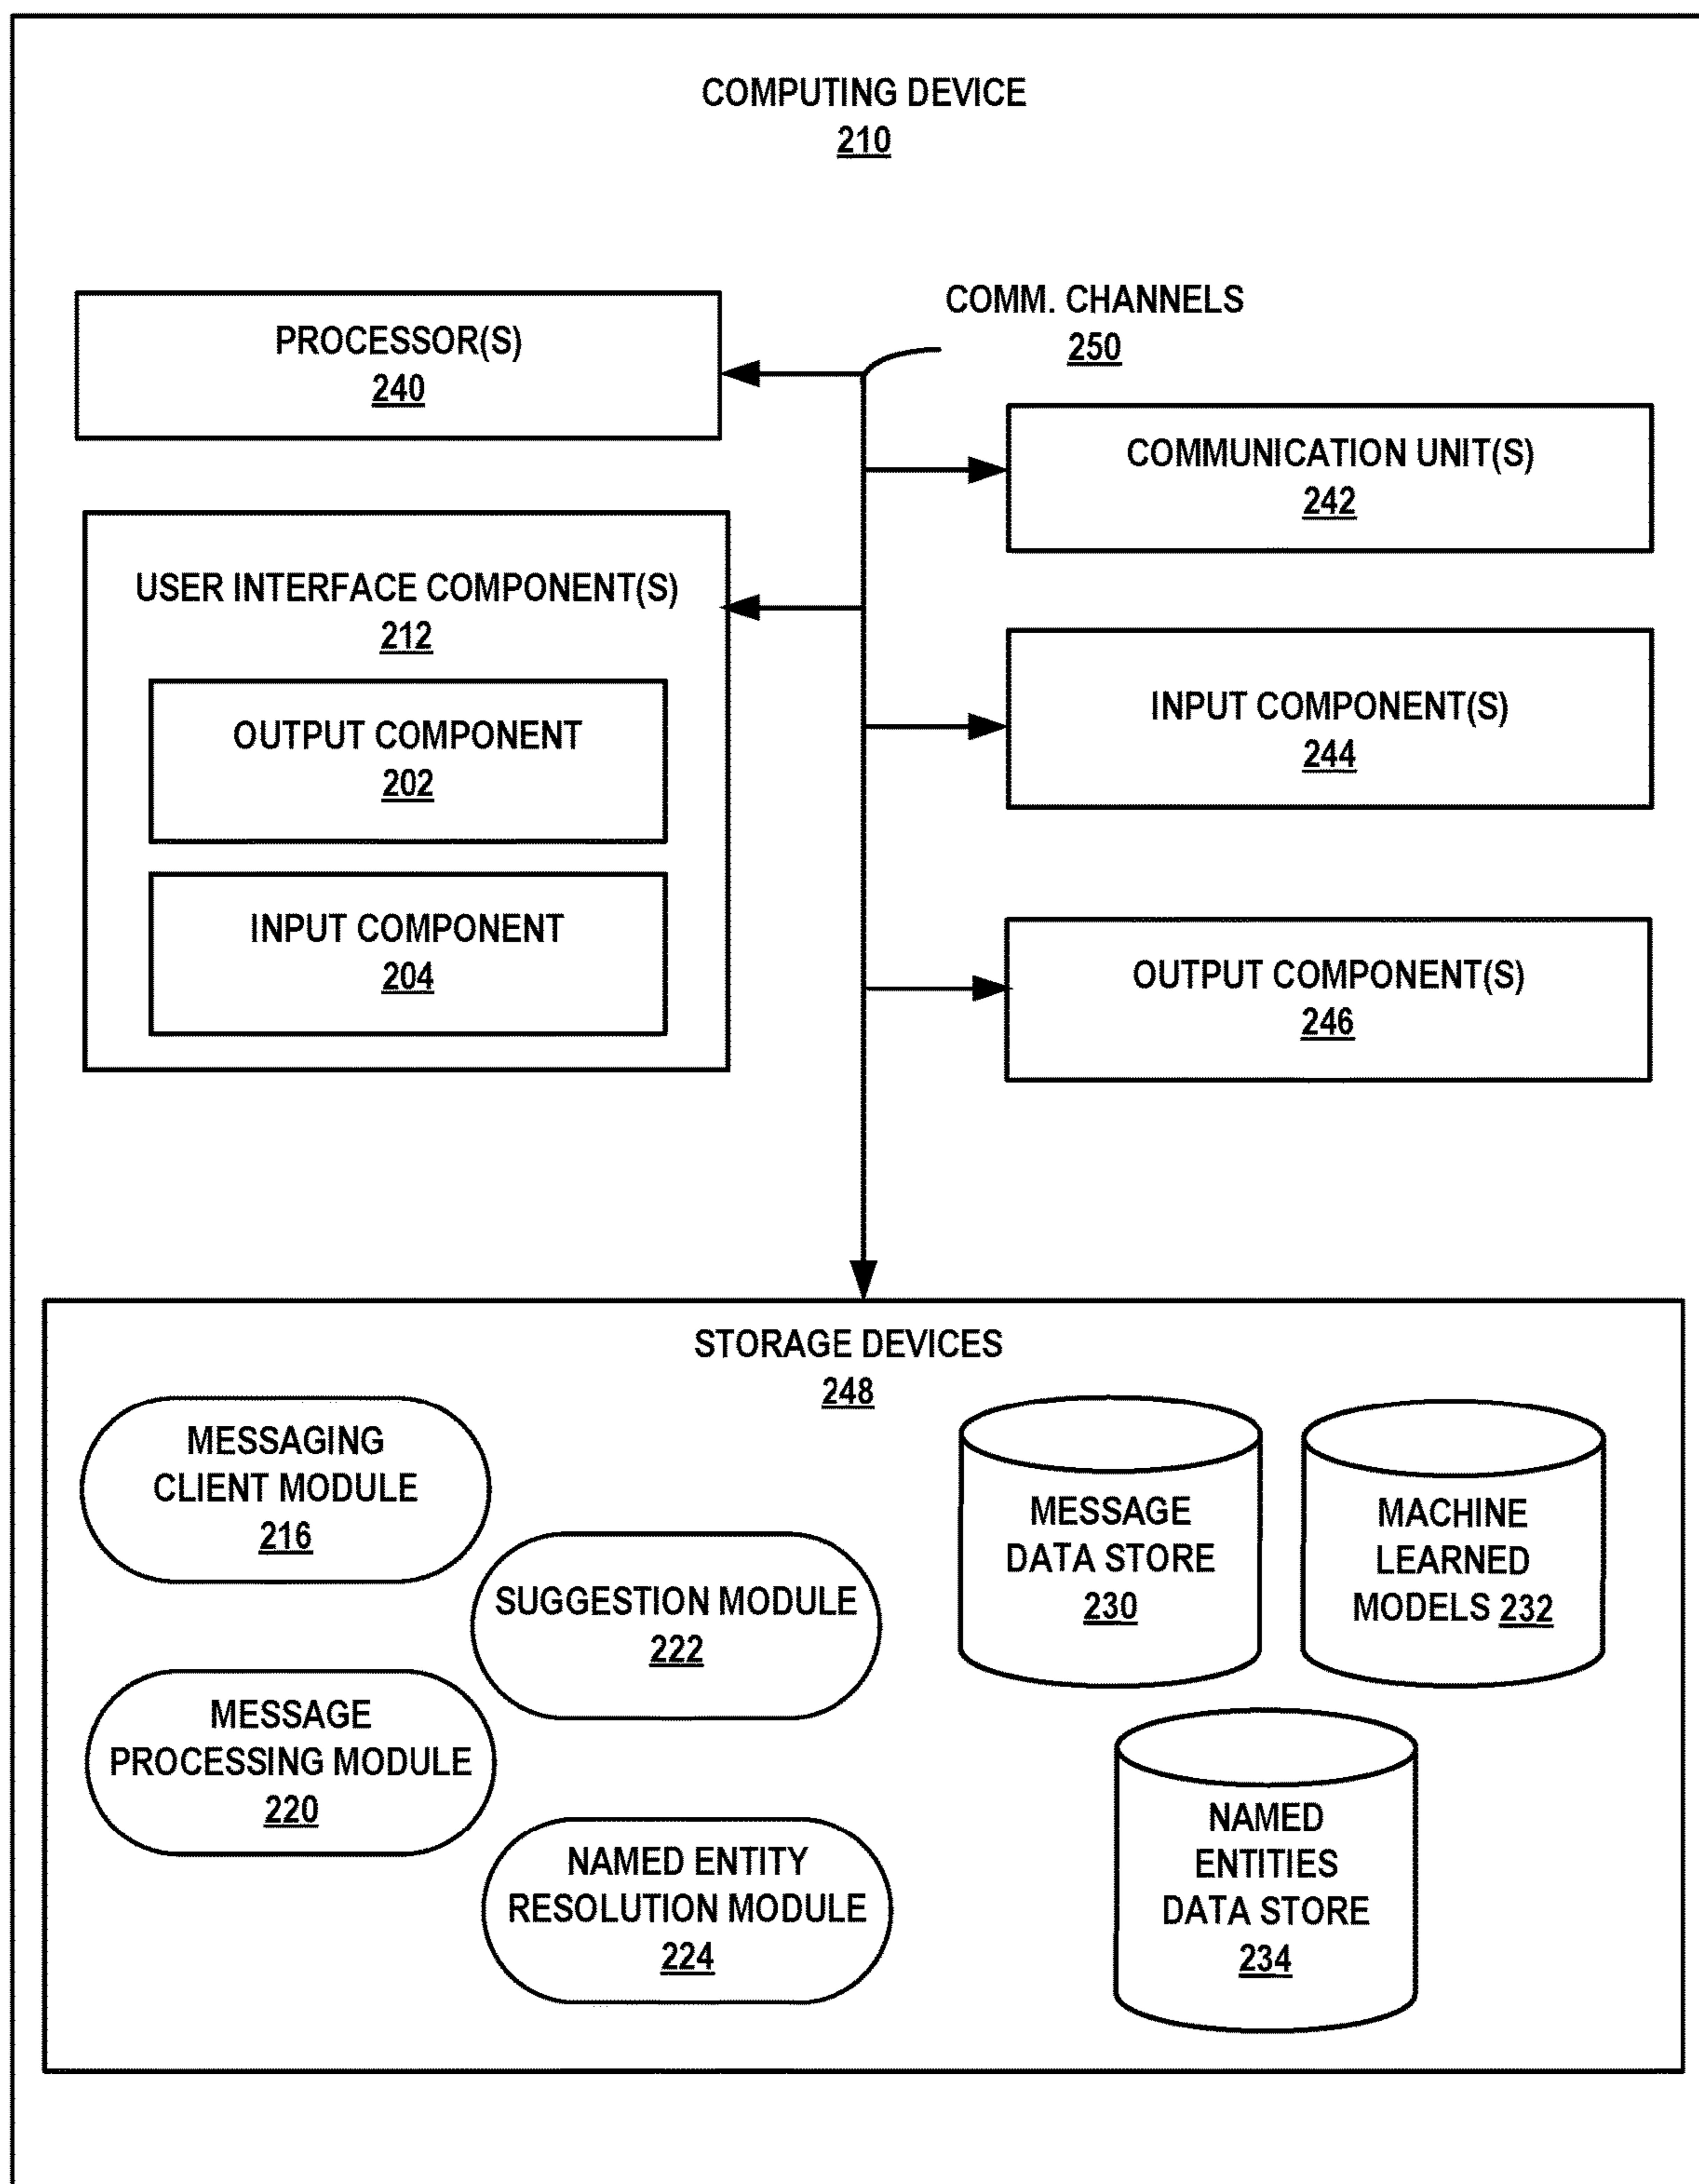 COMPUTING DEVICE
210
COMM. CHANNELS
250
PROCESSOR(S)
240
COMMUNICATION UNIT(S)
242
USER INTERFACE COMPONENT(S)
212
OUTPUT COMPONENT
202
INPUT COMPONENT
204
INPUT COMPONENT(S)
244
OUTPUT COMPONENT(S)
246
STORAGE DEVICES
248
MESSAGING
CLIENT MODULE
216
SUGGESTION MODULE
222
MESSAGE
PROCESSING MODULE
220
NAMED ENTITY
RESOLUTION MODULE
224
MESSAGE
DATA STORE
230
MACHINE
LEARNED
MODELS 232
NAMED
ENTITIES
DATA STORE
234